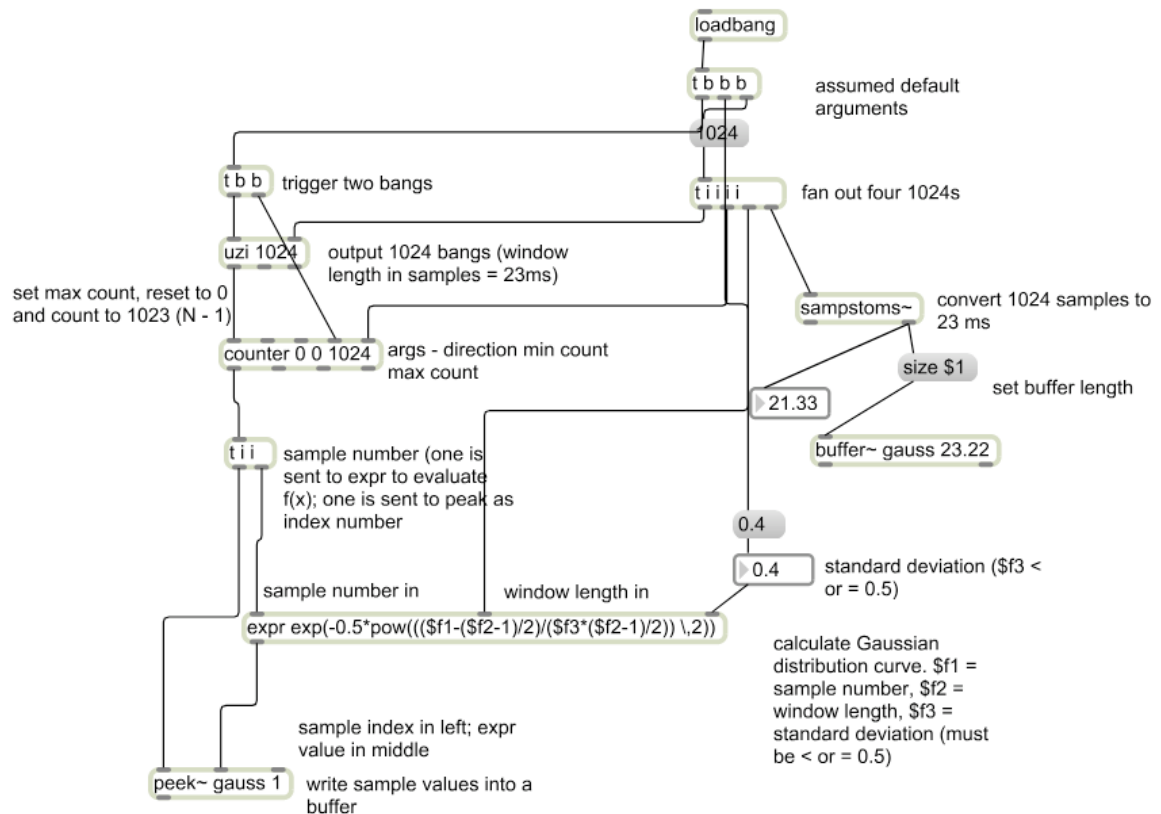 loadbang
t b b b
assumed default
arguments
1024
t b b
trigger two bangs
t i i i i
fan out four 1024s
uzi 1024
output 1024 bangs (window
length in samples = 23ms)
set max count, reset to 0
and count to 1023 (N - 1)
sampstoms~
convert 1024 samples to
23 ms
counter 0 0 1024
args - direction min count
max count
size $1
set buffer length
21.33
t i i
sample number (one is
sent to expr to evaluate
f(x); one is sent to peak as
index number
buffer~ gauss 23.22
0.4
0.4
standard deviation ($f3 <
or = 0.5)
sample number in
window length in
expr exp(-0.5*pow((($f1-($f2-1)/2)/($f3*($f2-1)/2)) \,2))
calculate Gaussian
distribution curve. $f1 =
sample number, $f2 =
window length, $f3 =
standard deviation (must
be < or = 0.5)
sample index in left; expr
value in middle
peek~ gauss 1
write sample values into a
buffer